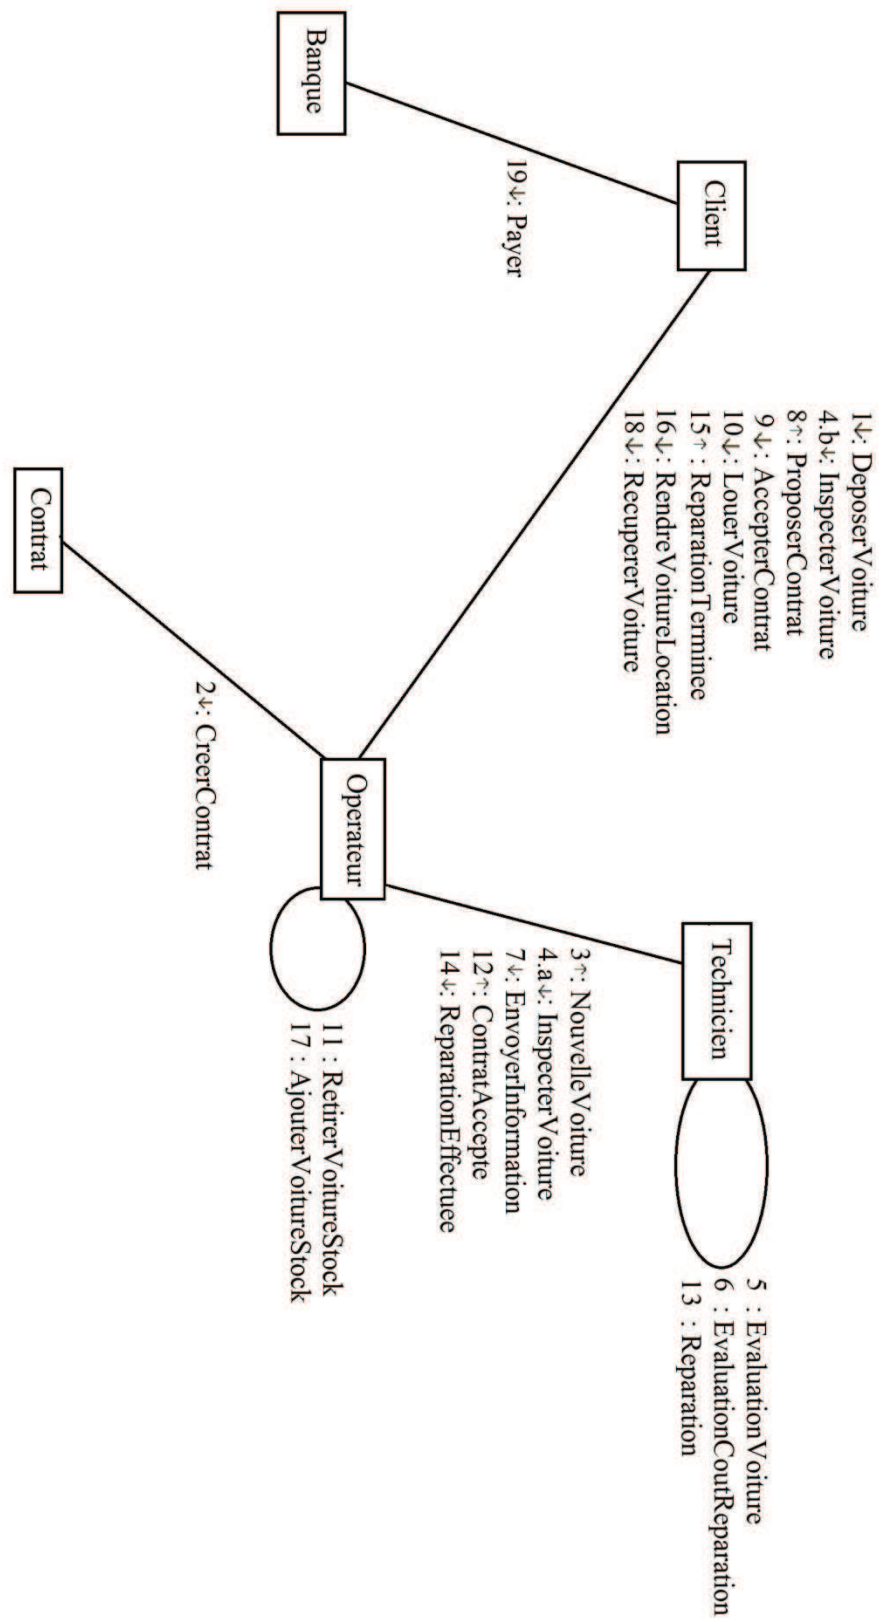 Client
1↓: DeposerVoiture
4.b↓: InspecterVoiture
8↑: ProposerContrat
9↓: AccepterContrat
10↓: LouerVoiture
15↑ : ReparationTerminee
16↓: RendreVoitureLocation
18↓: RecupererVoiture
Technicien
5 : EvaluationVoiture
6 : EvaluationCoutReparation
13 : Reparation
Banque
19↓: Payer
3↑: NouvelleVoiture
4.a↓: InspecterVoiture
7↓: EnvoyerInformation
12↑: ContratAccepte
14↓: ReparationEffectuee
Operateur
11 : RetirerVoitureStock
17 : AjouterVoitureStock
Contrat
2↓: CreerContrat